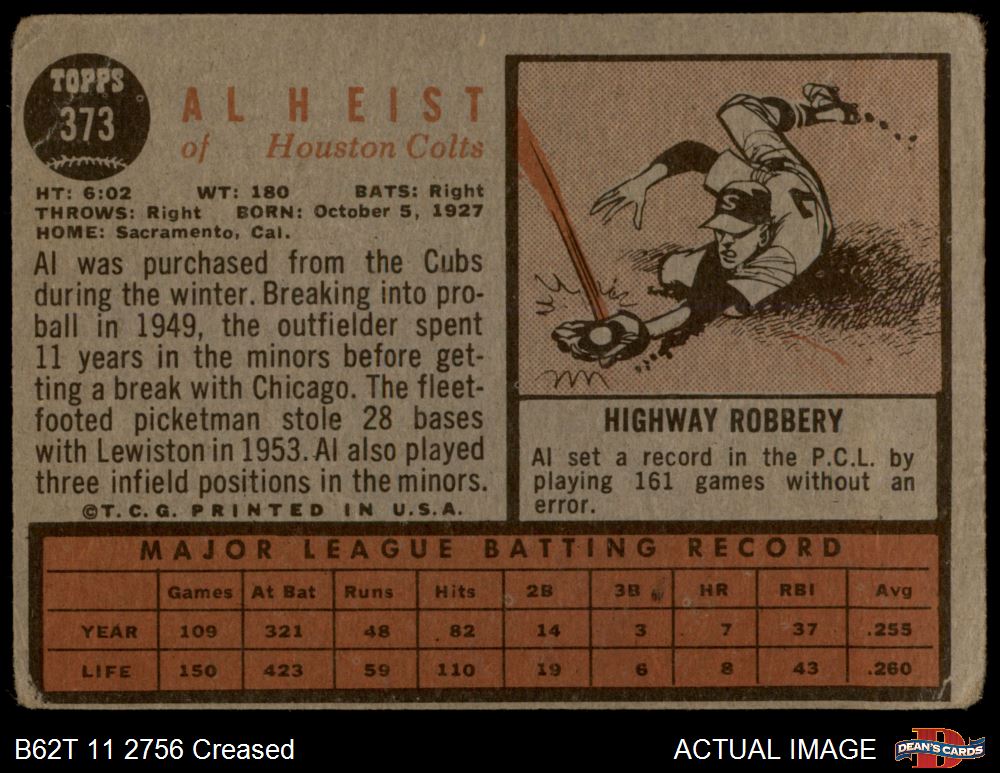 TOPPS
373
AL HEIST
of Houston Colts
HT: 6:02 WT: 180 BATS: Right
THROWS: Right BORN: October 5, 1927
HOME: Sacramento, Cal.
Al was purchased from the Cubs
during the winter. Breaking into pro-
ball in 1949, the outfielder spent
11 years in the minors before get-
ting a break with Chicago. The fleet-
footed picketman stole 28 bases
with Lewiston in 1953. Al also played
three infield positions in the minors.
©T.C.G. PRINTED IN U.S.A.
S
HIGHWAY ROBBERY
Al set a record in the P.C.L. by
playing 161 games without an
error.
MAJOR LEAGUE BATTING RECORD
Games At Bat Runs Hits 2B 3B HR RBI Avg
YEAR 109 321 48 82 14 3 7 37 .255
LIFE 150 423 59 110 19 6 8 43 .260
B62T 11 2756 Creased
ACTUAL IMAGE
D
DEAN'S CARDS